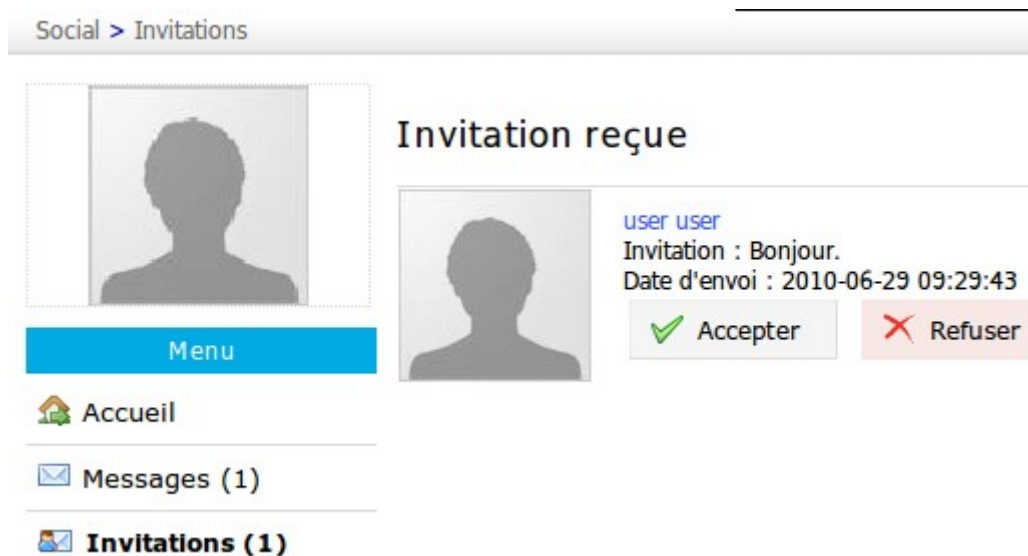 Social > Invitations
Invitation reçue
user user
Invitation : Bonjour.
Date d'envoi : 2010-06-29 09:29:43
Accepter
Refuser
Menu
Accueil
Messages (1)
Invitations (1)